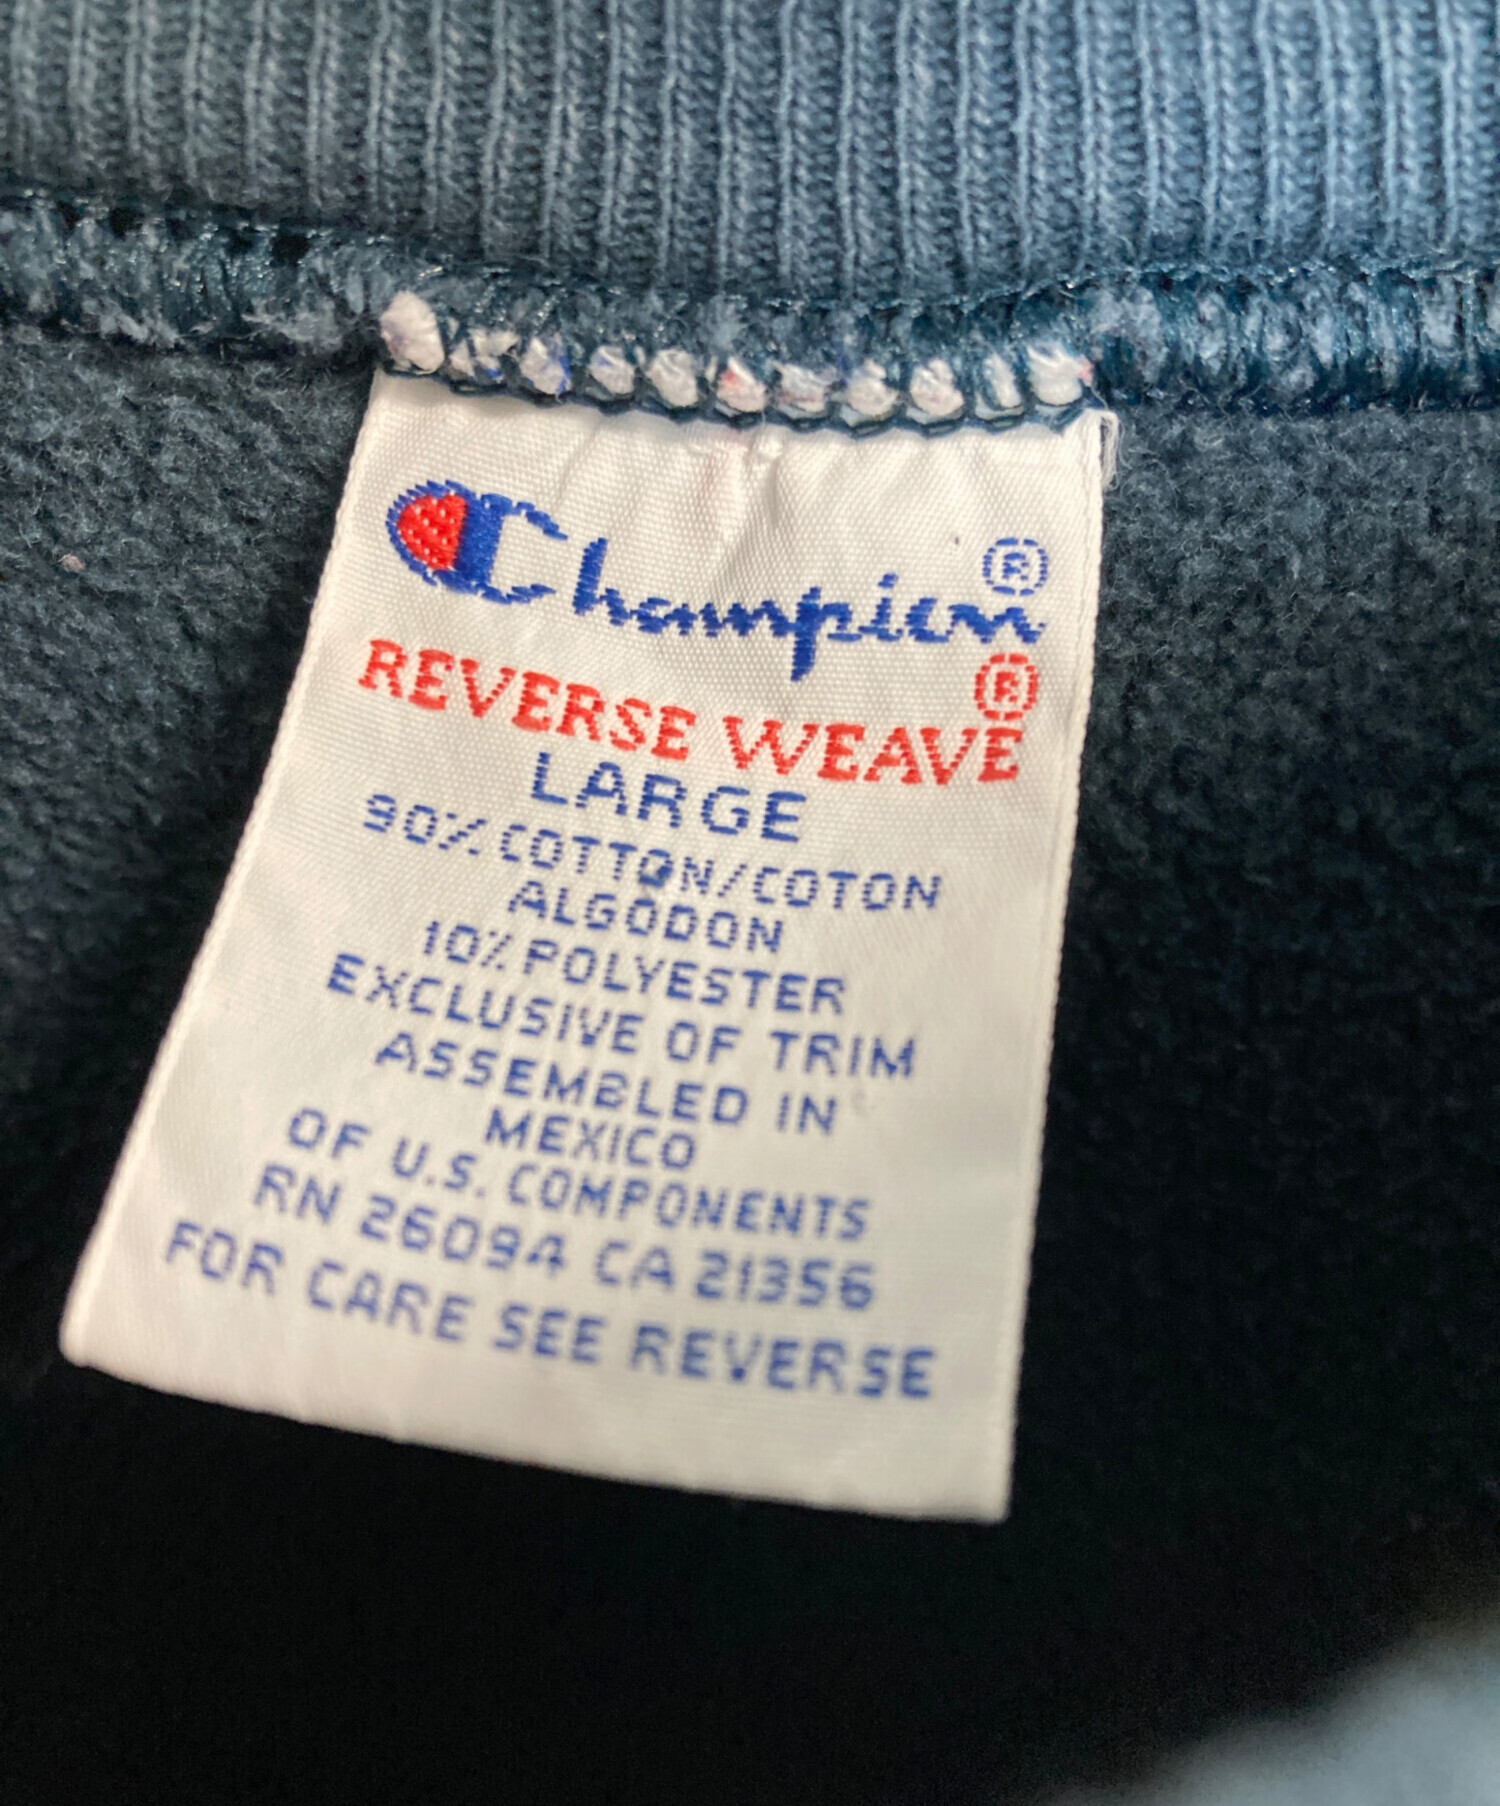 Champion®
REVERSE WEAVE®
LARGE
90% COTTON/COTON
ALGODON
10% POLYESTER
EXCLUSIVE OF TRIM
ASSEMBLED IN
MEXICO
OF U.S. COMPONENTS
RN 26094 CA 21356
FOR CARE SEE REVERSE